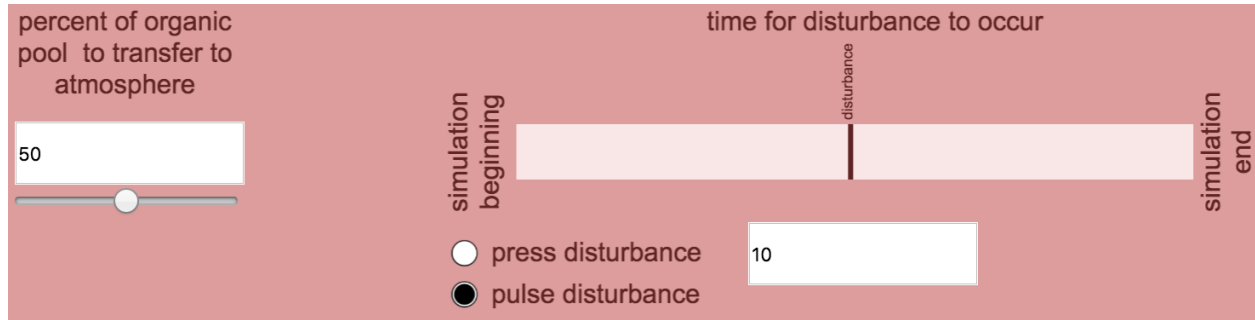 percent of organic
pool to transfer to
atmosphere
50
time for disturbance to occur
disturbance
simulation
beginning
simulation
end
press disturbance
10
pulse disturbance